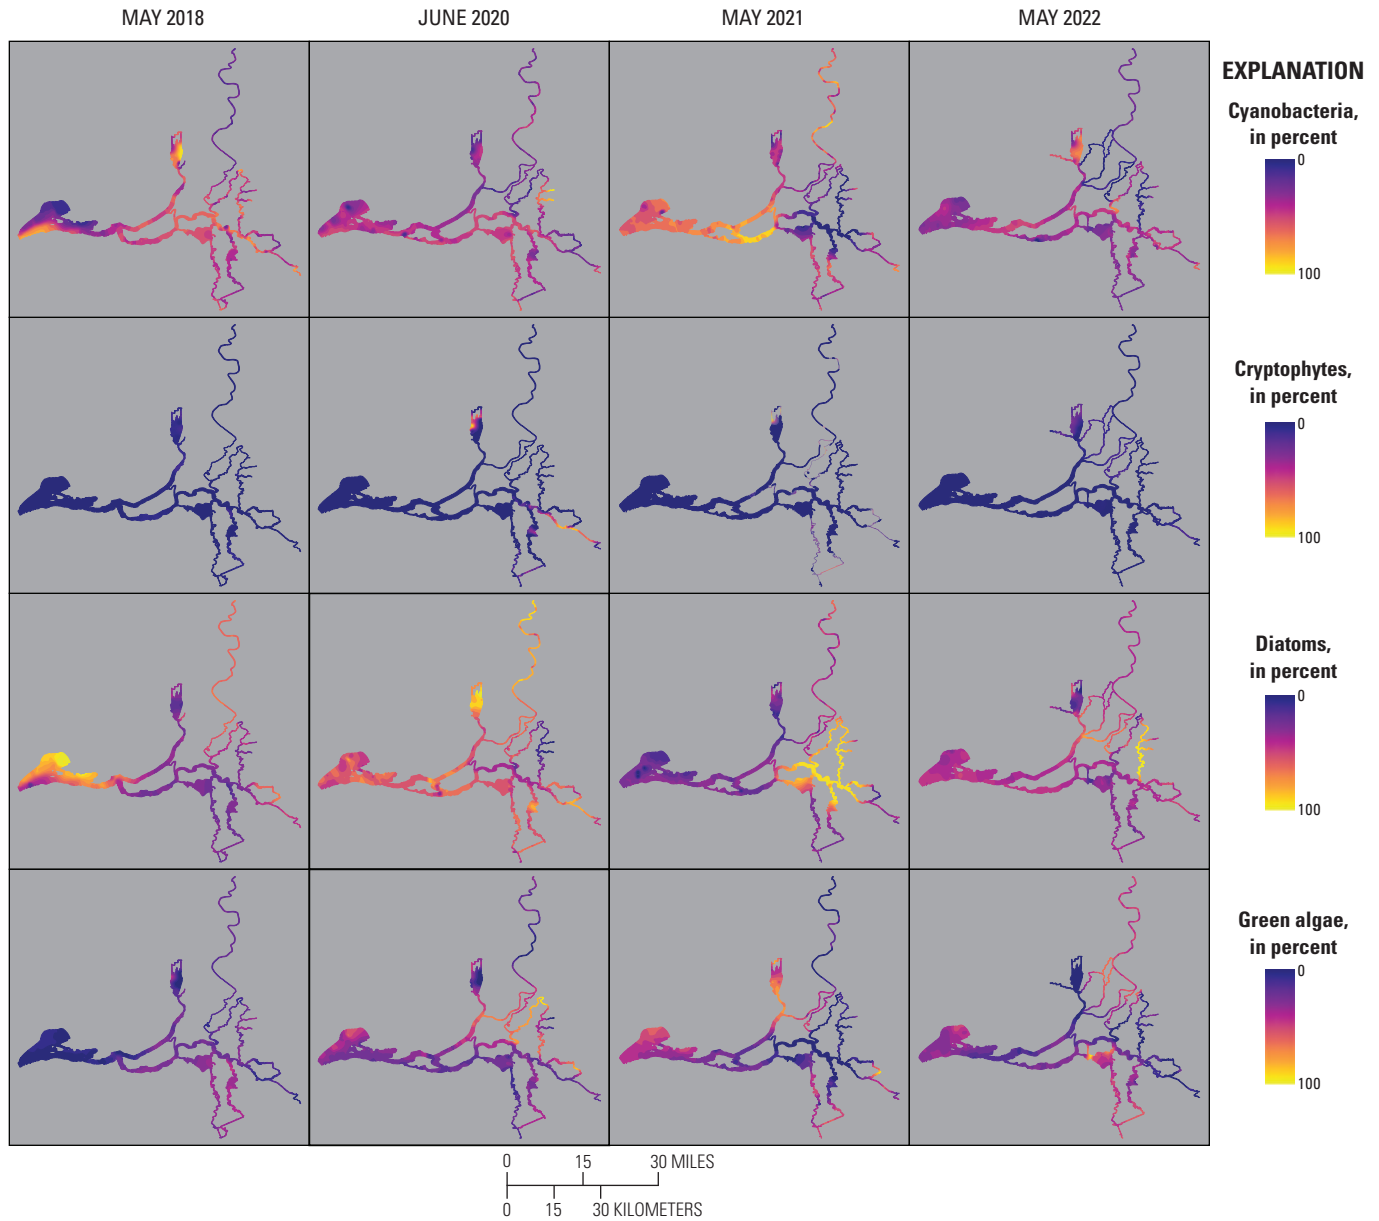 MAY 2018
JUNE 2020
MAY 2021
MAY 2022
EXPLANATION
Cyanobacteria,
in percent
0
100
Cryptophytes,
in percent
0
100
Diatoms,
in percent
0
100
Green algae,
in percent
0
100
0 15 30 MILES
0 15 30 KILOMETERS